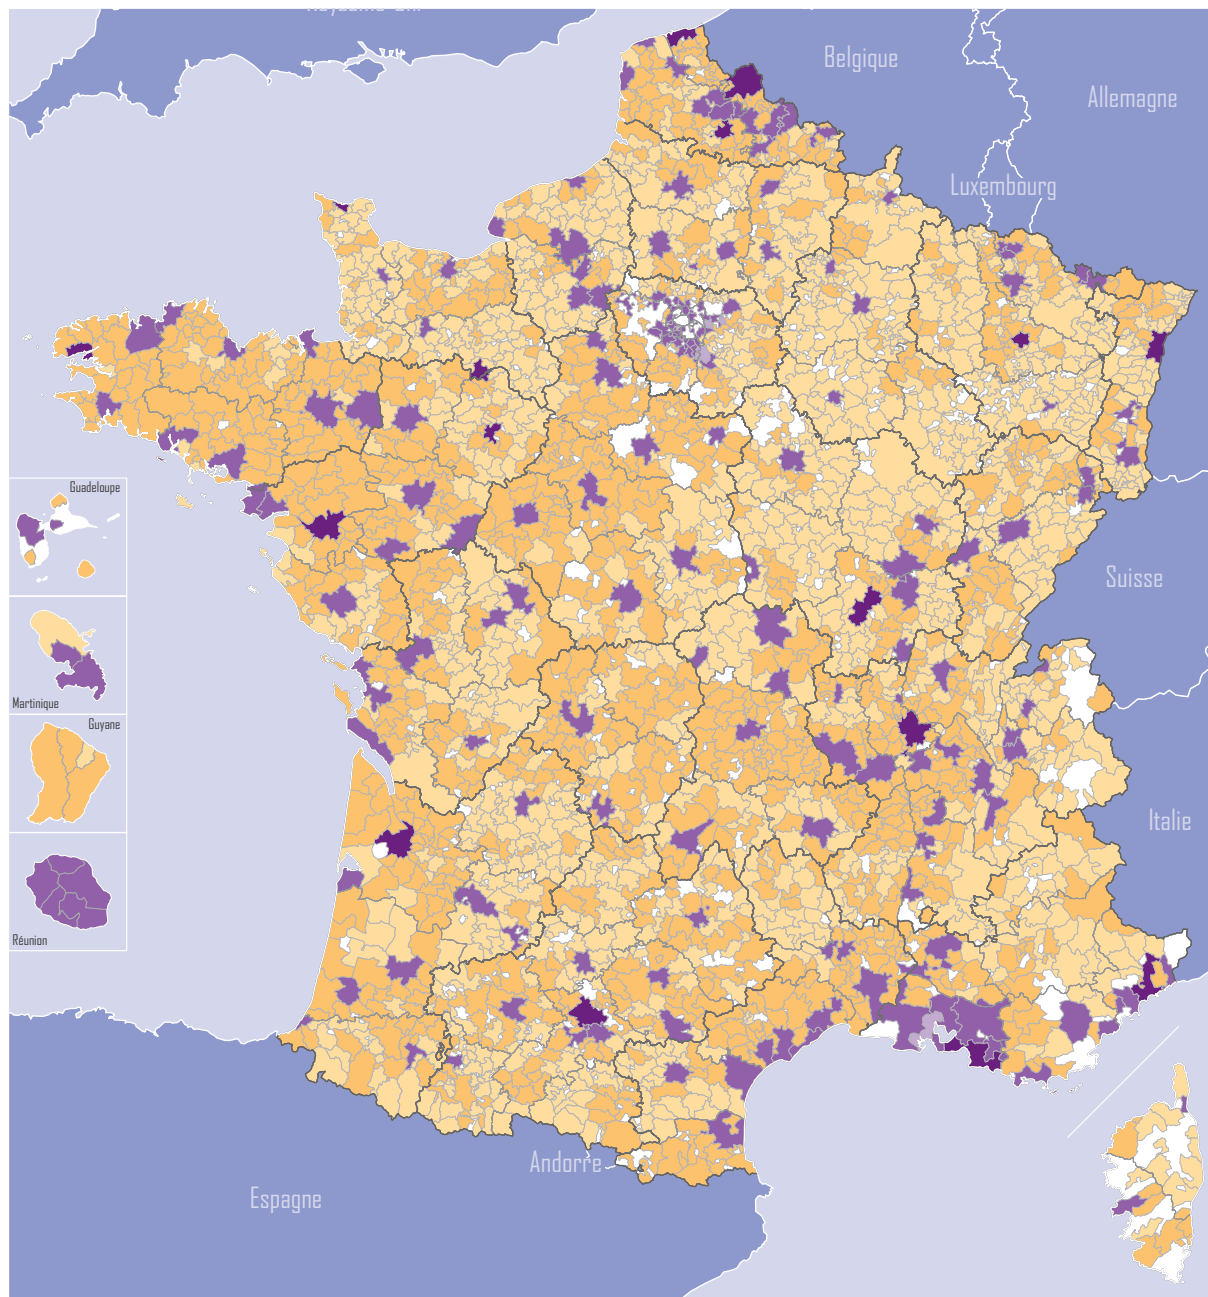 Belgique
Allemagne
Luxembourg
Guadeloupe
Suisse
Martinique
Guyane
Italie
Réunion
Andorre
Espagne